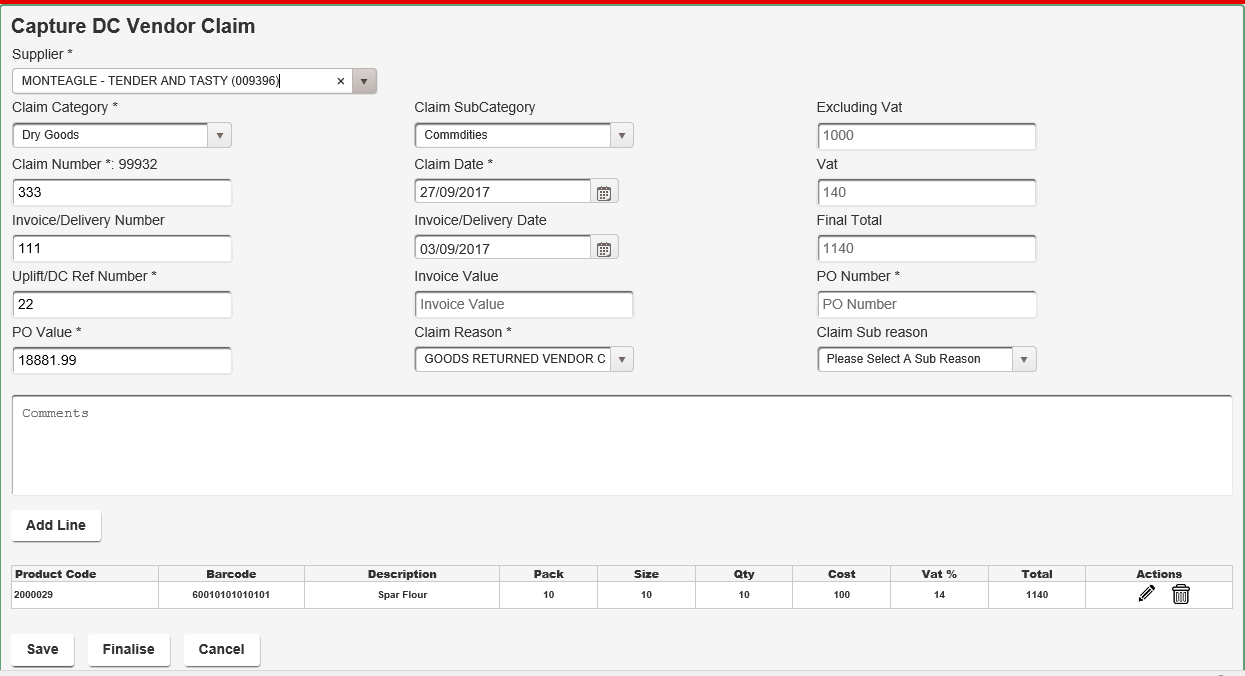 Capture DC Vendor Claim
Supplier *
MONTEAGLE - TENDER AND TASTY (009396) ×
Claim Category * Claim SubCategory Excluding Vat
Dry Goods Commdities 1000
Claim Number *: 99932 Claim Date * Vat
333 27/09/2017 140
Invoice/Delivery Number Invoice/Delivery Date Final Total
111 03/09/2017 1140
Uplift/DC Ref Number * Invoice Value PO Number *
22 Invoice Value PO Number
PO Value * Claim Reason * Claim Sub reason
18881.99 GOODS RETURNED VENDOR C Please Select A Sub Reason
Comments
Add Line
Product Code Barcode Description Pack Size Qty Cost Vat % Total Actions
2000029 60010101010101 Spar Flour 10 10 10 100 14 1140
Save Finalise Cancel